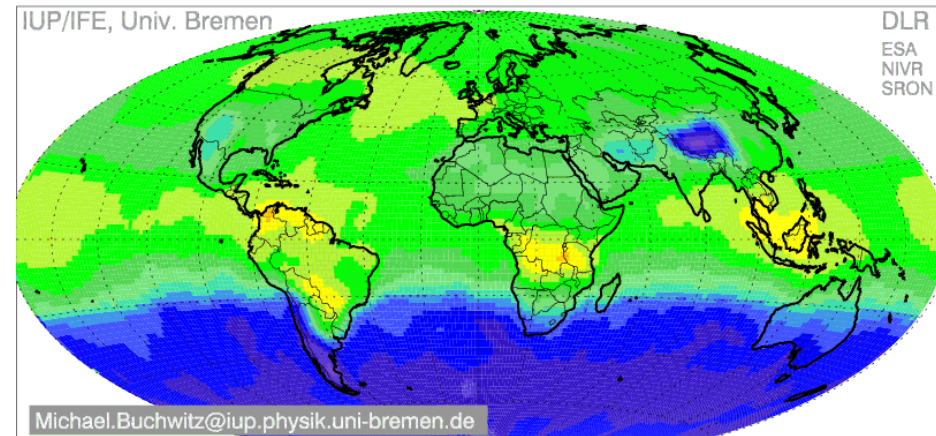 IUP/IFE, Univ. Bremen
DLR
ESA
NIVR
SRON
Michael.Buchwitz@iup.physik.uni-bremen.de